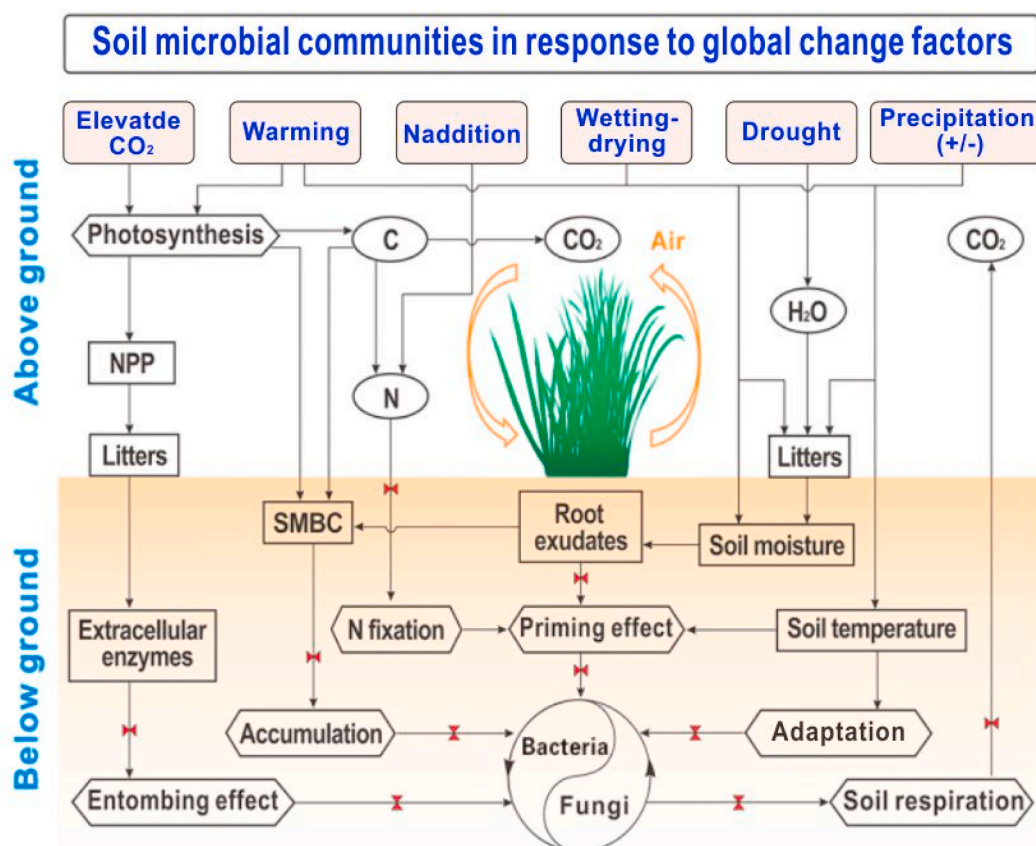 Soil microbial communities in response to global change factors
Elevatde
CO₂
Warming
Naddition
Wetting-
drying
Drought
Precipitation
(+/-)
Above ground
Photosynthesis
C
CO₂
Air
CO₂
H₂O
NPP
N
Litters
Litters
Below ground
SMBC
Root
exudates
Soil moisture
Extracellular
enzymes
N fixation
Priming effect
Soil temperature
Accumulation
Bacteria
Adaptation
Entombing effect
Fungi
Soil respiration